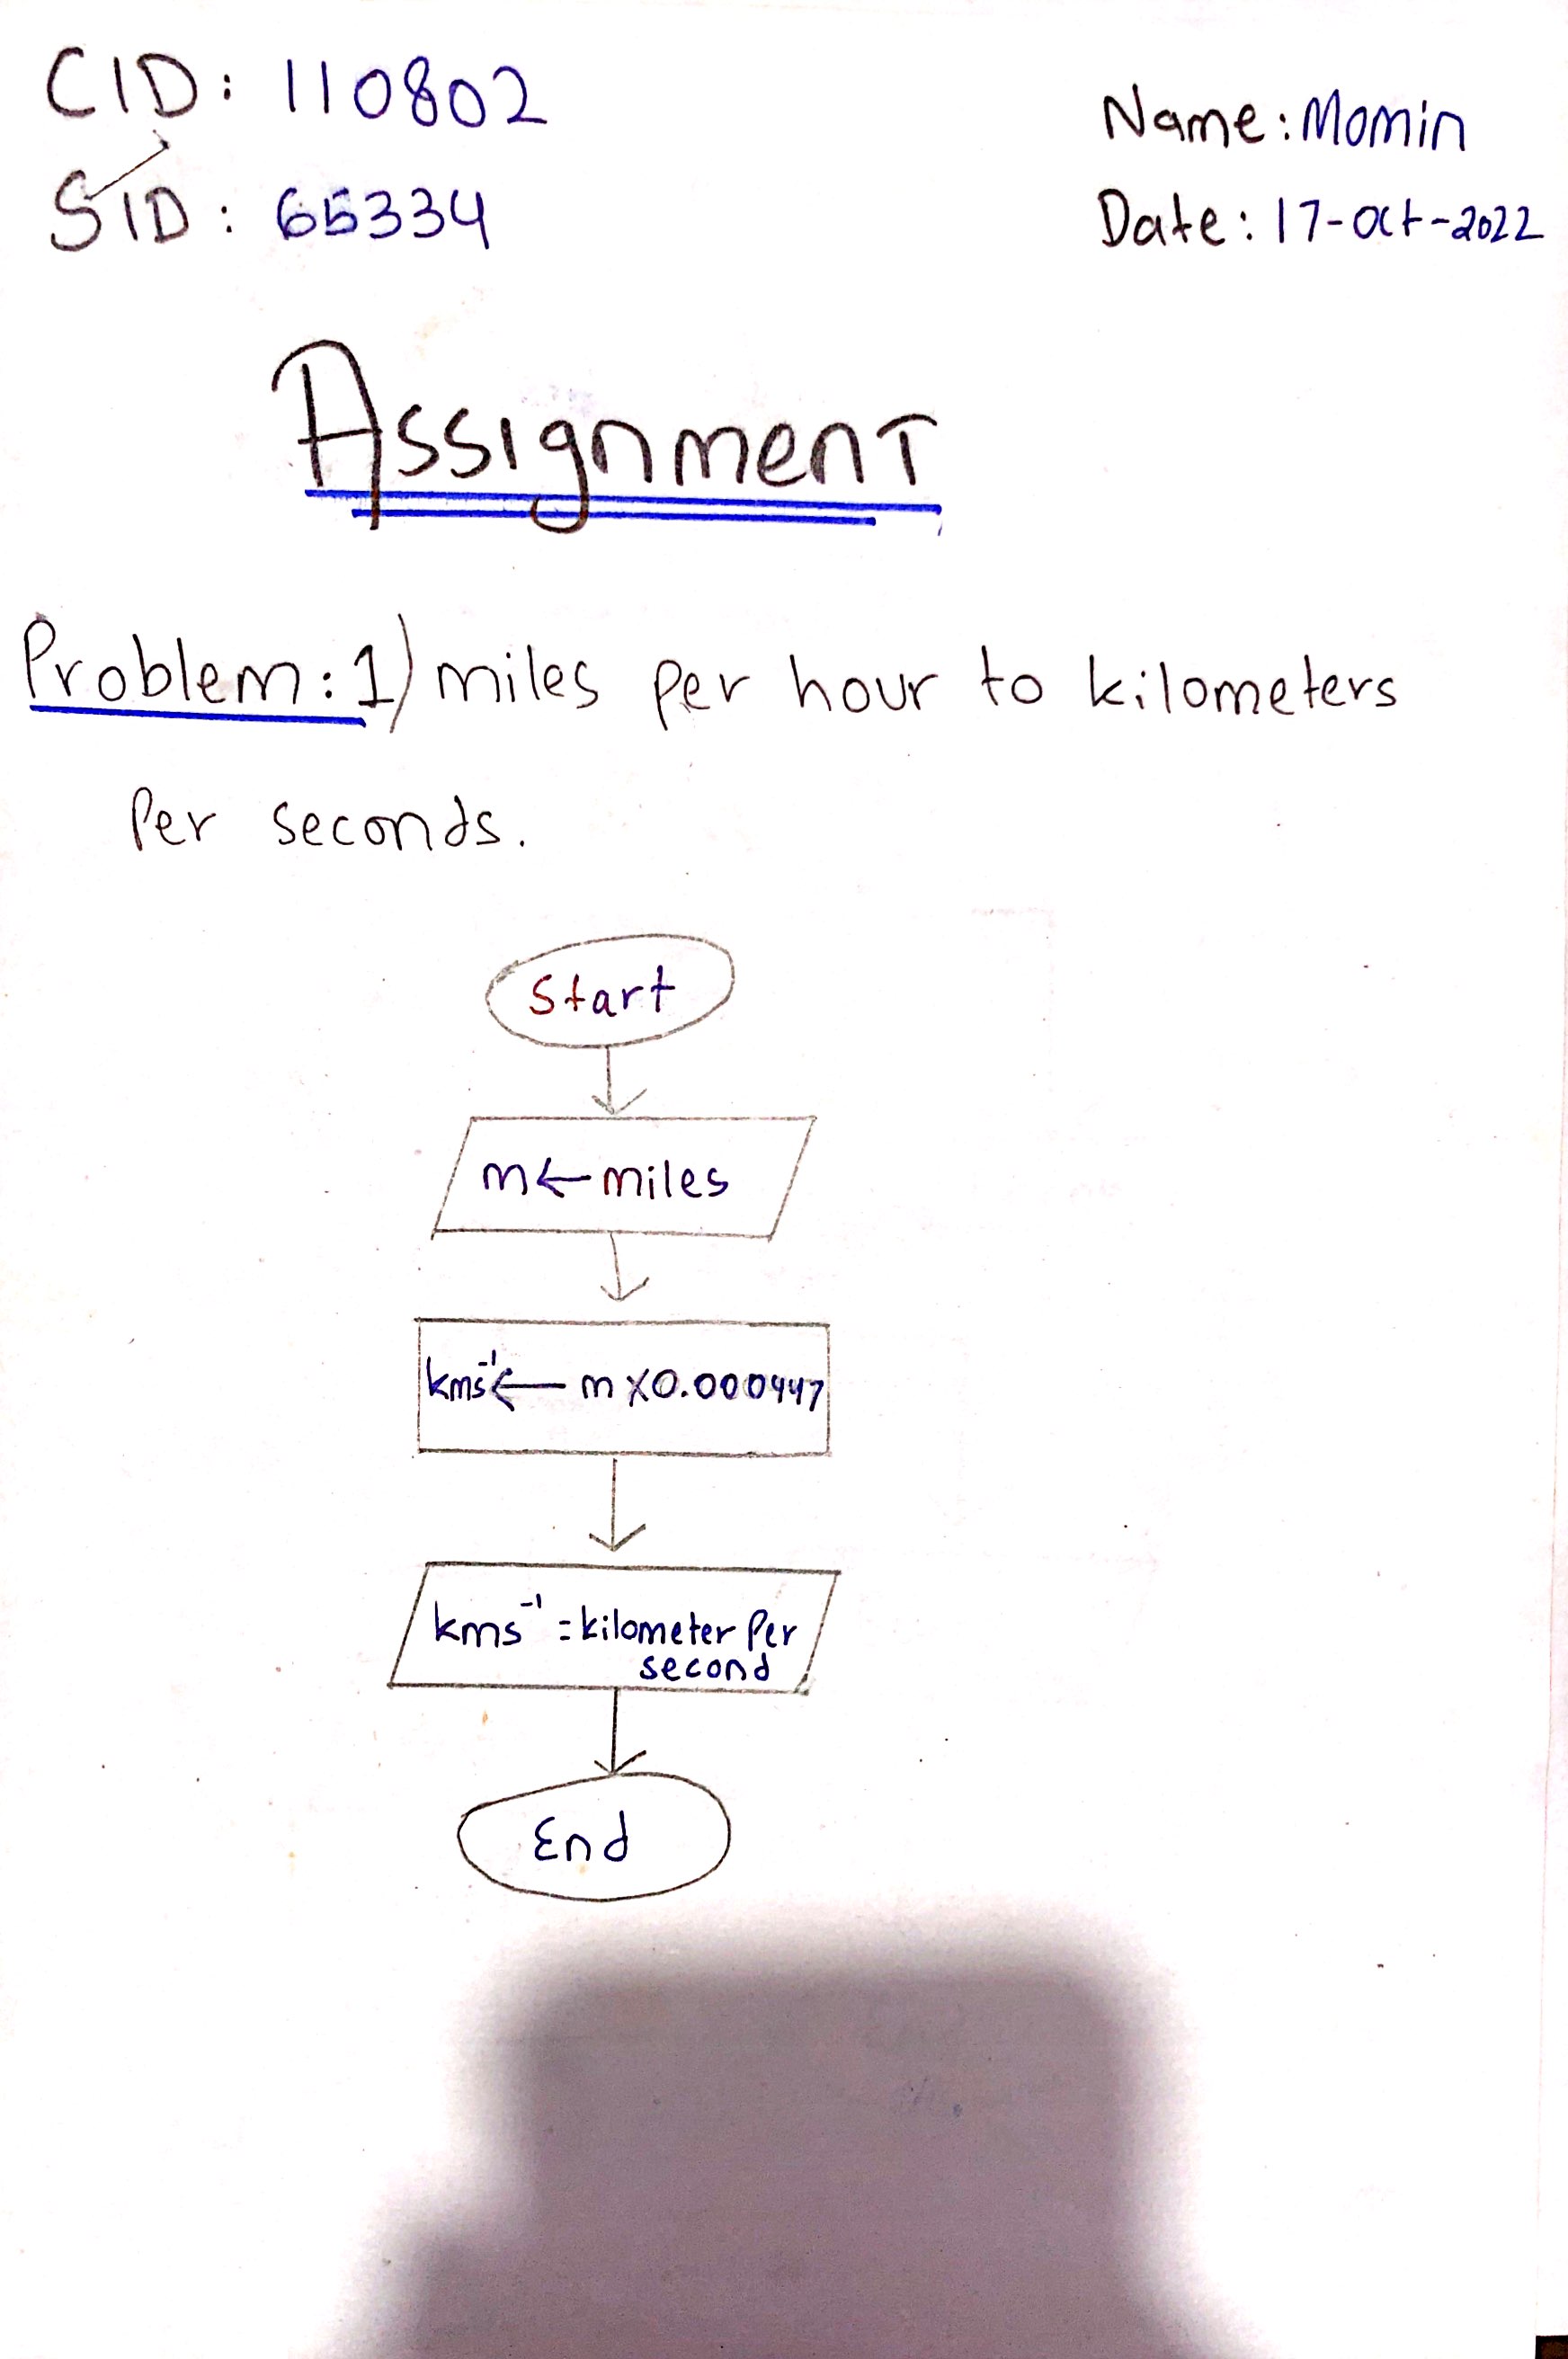 CID: 110802
Name: Momin
SID: 65334
Date: 17-oct-2022
Assignment
Problem: 1) miles per hour to kilometers
Per seconds.
Start
m ← miles
kms⁻¹ ← m x 0.000447
kms⁻¹ = kilometer Per
second
End